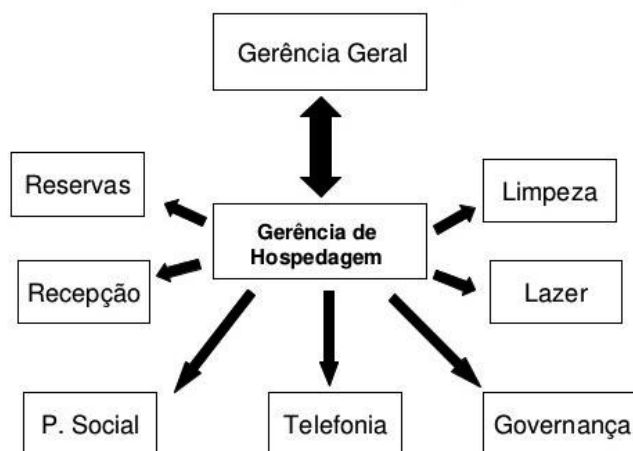 Gerência Geral
Reservas
Limpeza
Gerência de
Hospedagem
Recepção
Lazer
P. Social
Telefonia
Governança